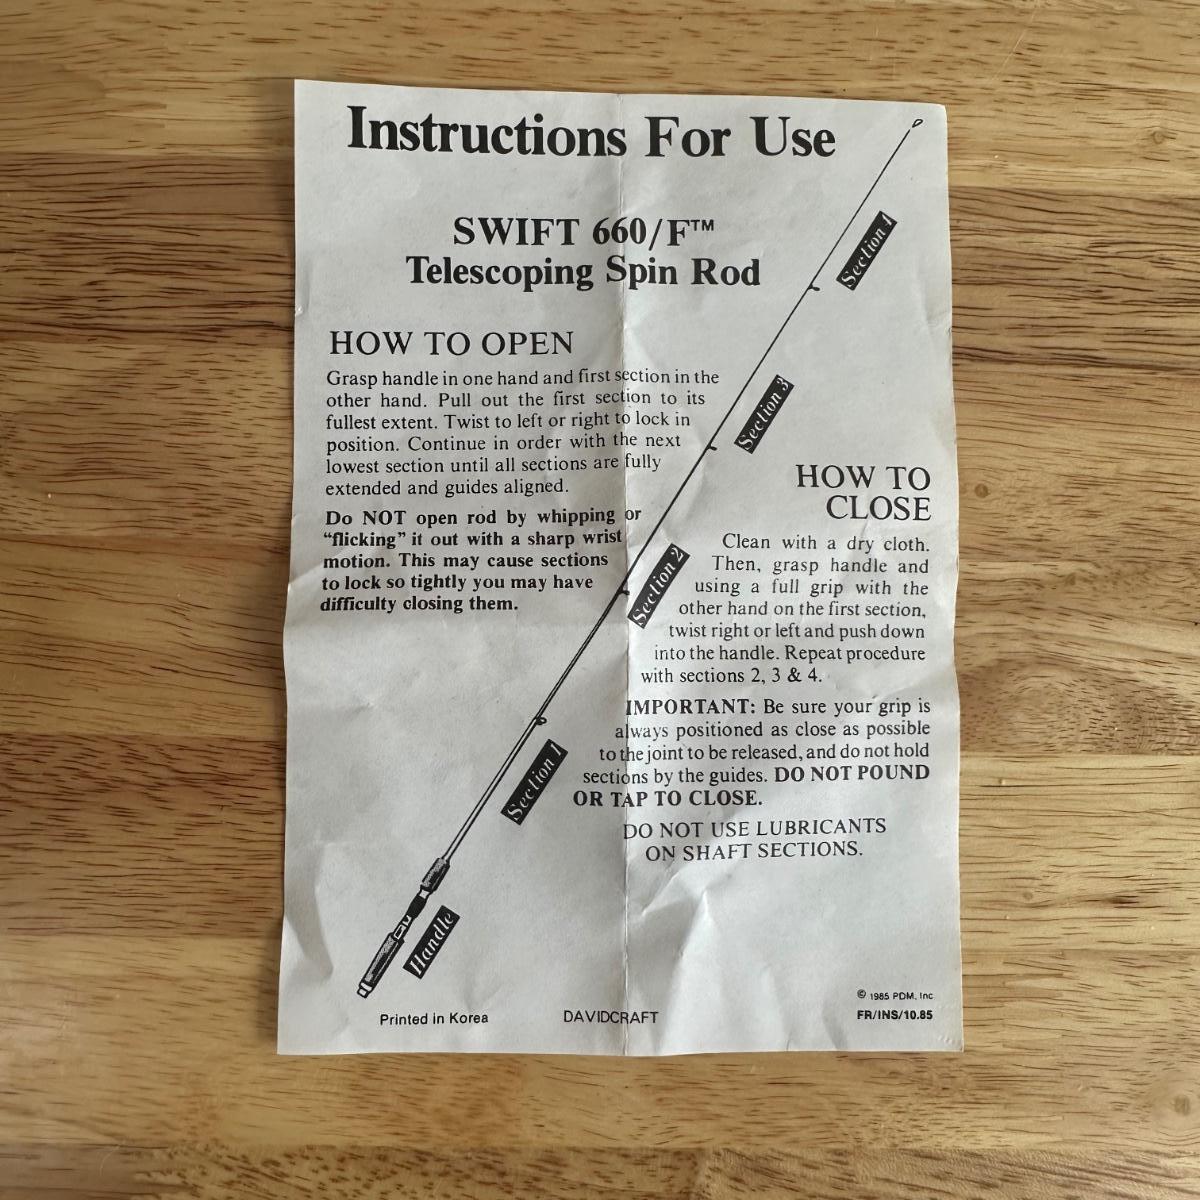 Instructions For Use
SWIFT 660/F™
Telescoping Spin Rod
HOW TO OPEN
Grasp handle in one hand and first section in the
other hand. Pull out the first section to its
fullest extent. Twist to left or right to lock in
position. Continue in order with the next
lowest section until all sections are fully
extended and guides aligned.
Do NOT open rod by whipping or
“flicking” it out with a sharp wrist
motion. This may cause sections
to lock so tightly you may have
difficulty closing them.
Section 4
Section 3
Section 2
Section 1
Handle
HOW TO
CLOSE
Clean with a dry cloth.
Then, grasp handle and
using a full grip with the
other hand on the first section,
twist right or left and push down
into the handle. Repeat procedure
with sections 2, 3 & 4.
IMPORTANT: Be sure your grip is
always positioned as close as possible
to the joint to be released, and do not hold
sections by the guides. DO NOT POUND
OR TAP TO CLOSE.
DO NOT USE LUBRICANTS
ON SHAFT SECTIONS.
Printed in Korea
DAVIDCRAFT
© 1985 PDM, Inc
FR/INS/10.85